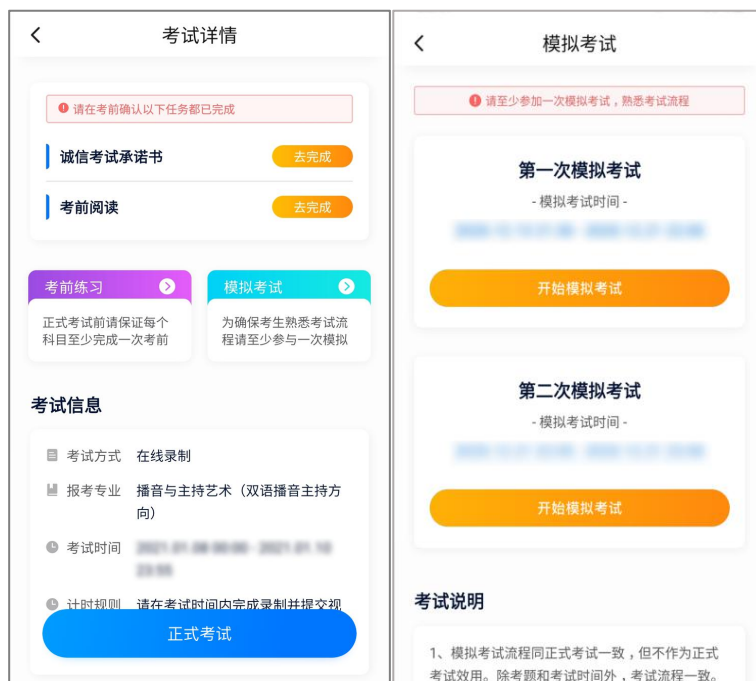 考试详情
请在考前确认以下任务都已完成
诚信考试承诺书 去完成
考前阅读 去完成
考前练习
正式考试前请保证每个
科目至少完成一次考前
模拟考试
为确保考生熟悉考试流
程请至少参与一次模拟
考试信息
考试方式 在线录制
报考专业 播音与主持艺术（双语播音主持方
向）
考试时间
计时规则 请在考试时间内完成录制并提交视
正式考试
模拟考试
请至少参加一次模拟考试，熟悉考试流程
第一次模拟考试
- 模拟考试时间 -
开始模拟考试
第二次模拟考试
- 模拟考试时间 -
开始模拟考试
考试说明
1、模拟考试流程同正式考试一致，但不作为正式
考试效用。除考题和考试时间外，考试流程一致。